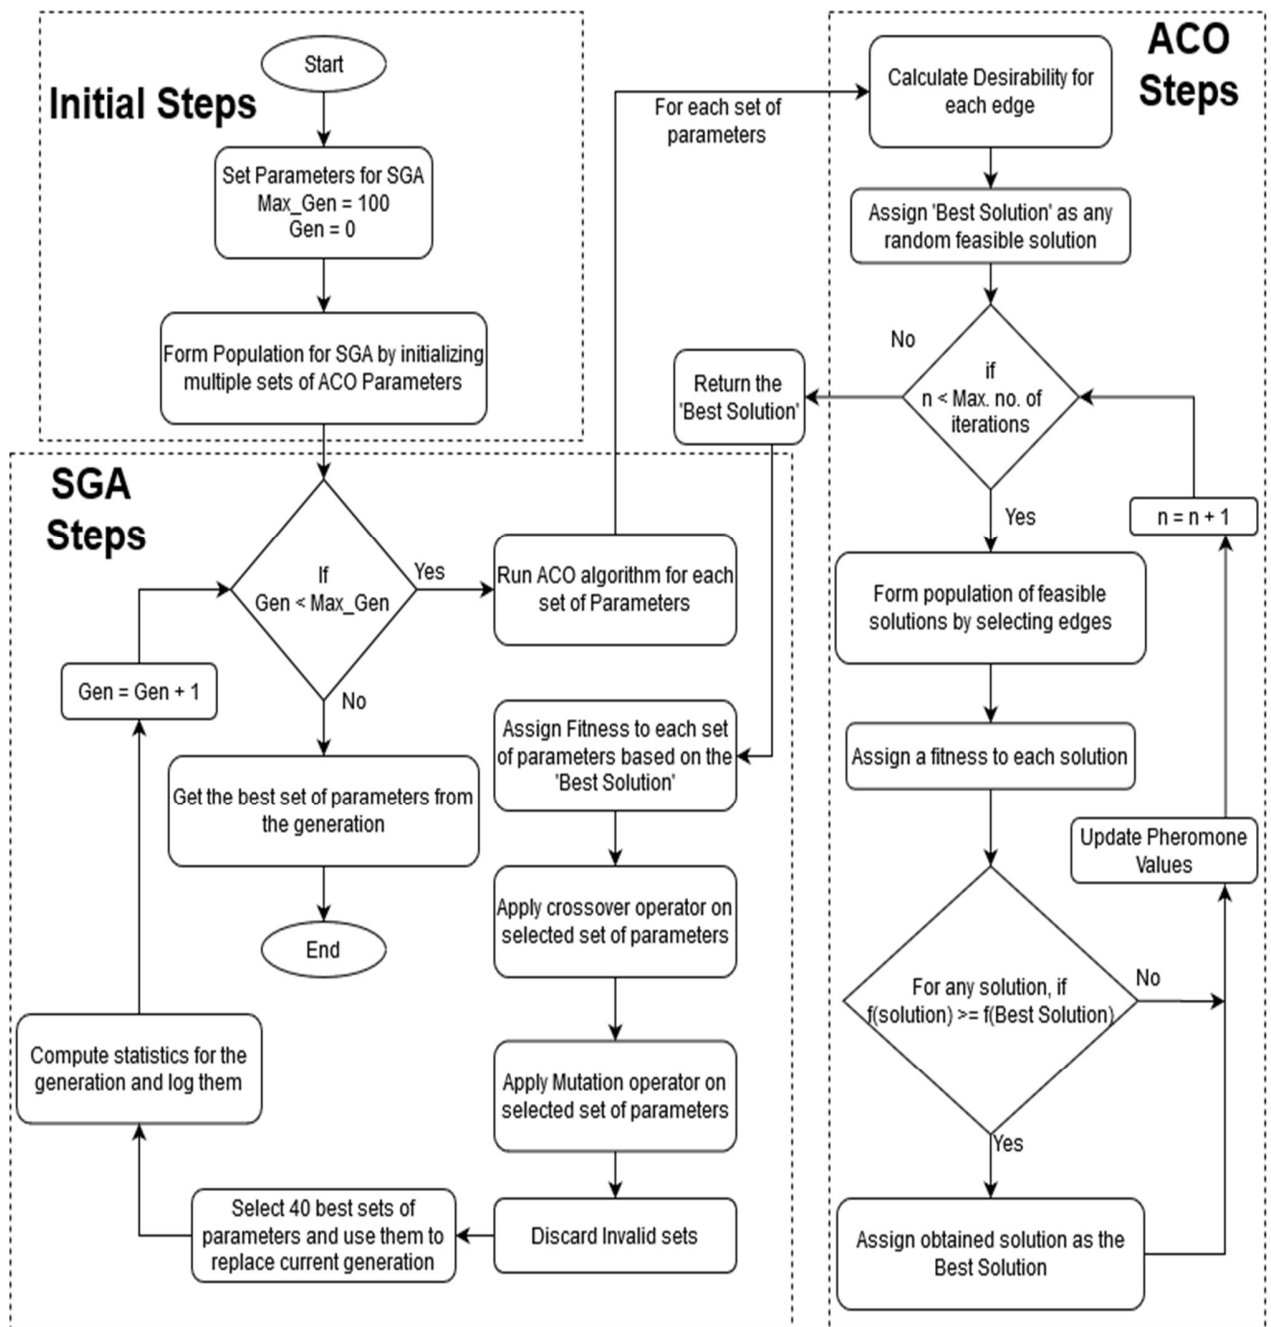 Initial Steps
Start
Set Parameters for SGA
Max_Gen = 100
Gen = 0
Form Population for SGA by initializing
multiple sets of ACO Parameters
SGA
Steps
If
Gen < Max_Gen
Yes
No
Run ACO algorithm for each
set of Parameters
For each set of
parameters
Gen = Gen + 1
Get the best set of parameters from
the generation
End
Assign Fitness to each set
of parameters based on the
'Best Solution'
Apply crossover operator on
selected set of parameters
Apply Mutation operator on
selected set of parameters
Discard Invalid sets
Select 40 best sets of
parameters and use them to
replace current generation
Compute statistics for the
generation and log them
ACO
Steps
Calculate Desirability for
each edge
Assign 'Best Solution' as any
random feasible solution
if
n < Max. no. of
iterations
No
Return the
'Best Solution'
Yes
n = n + 1
Form population of feasible
solutions by selecting edges
Assign a fitness to each solution
Update Pheromone
Values
For any solution, if
f(solution) >= f(Best Solution)
No
Yes
Assign obtained solution as the
Best Solution